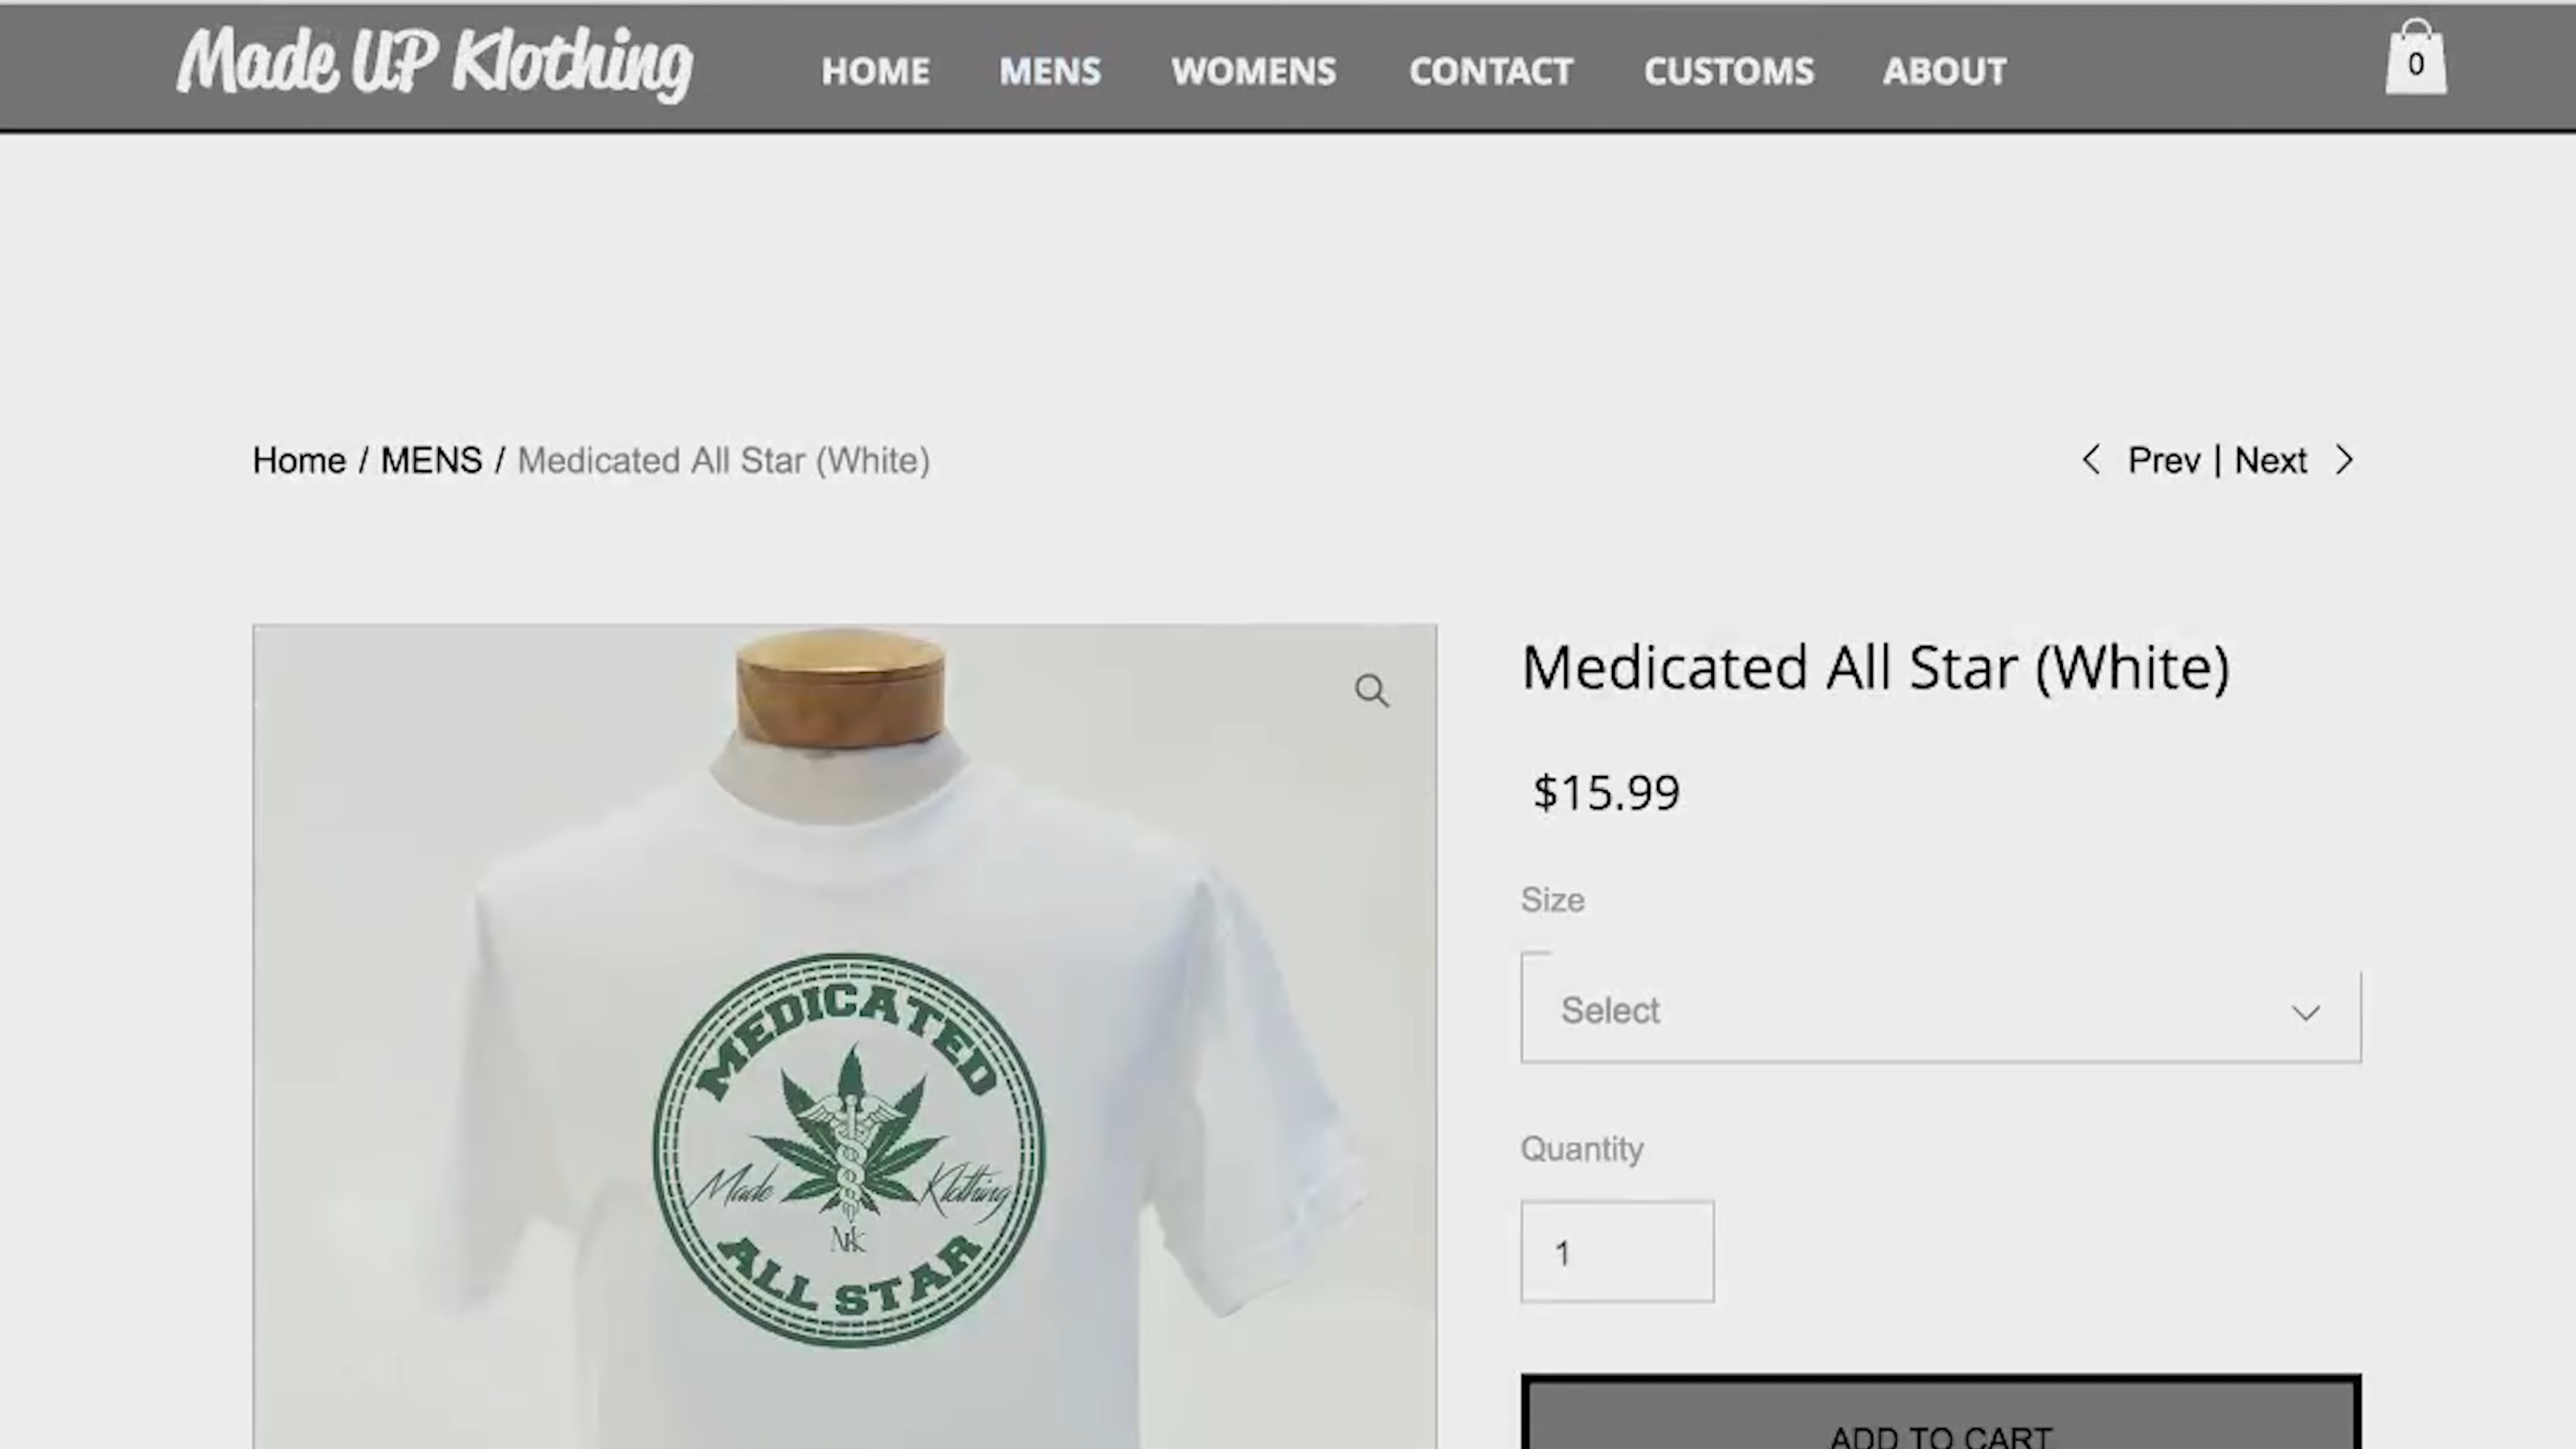 Made UP Klothing
HOME MENS WOMENS CONTACT CUSTOMS ABOUT 0
Home / MENS / Medicated All Star (White)
Prev | Next
Medicated All Star (White)
$15.99
Size
Select
Quantity
1
ADD TO CART
MEDICATED
Made Klothing
MK
ALL STAR